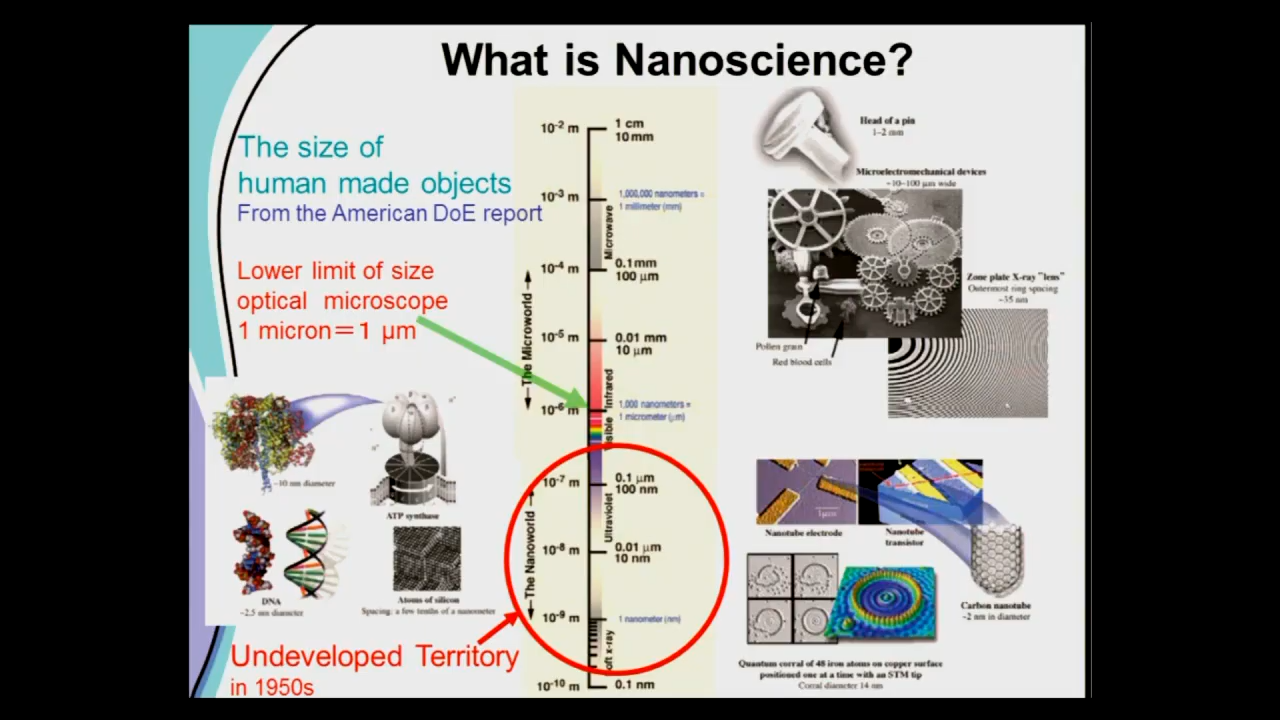 What is Nanoscience?
The size of
human made objects
From the American DoE report
Lower limit of size
optical microscope
1 micron＝1 μm
~10 nm diameter
ATP synthase
DNA
~2.5 nm diameter
Atoms of silicon
Spacing: a few tenths of a nanometer
Undeveloped Territory
in 1950s
The Microworld
The Nanoworld
10-2 m
1 cm
10 mm
10-3 m
1,000,000 nanometers =
1 millimeter (mm)
Microwave
10-4 m
0.1 mm
100 μm
10-5 m
0.01 mm
10 μm
Infrared
10-6 m
1,000 nanometers =
1 micrometer (μm)
10-7 m
0.1 μm
100 nm
Ultraviolet
10-8 m
0.01 μm
10 nm
10-9 m
1 nanometer (nm)
x-ray
10-10 m
0.1 nm
Head of a pin
1-2 mm
Microelectromechanical devices
~10-100 μm wide
Zone plate X-ray "lens"
Outermost ring spacing
~35 nm
Pollen grain
Red blood cells
1μm
Nanotube electrode
Nanotube
transistor
Carbon nanotube
~2 nm in diameter
Quantum corral of 48 iron atoms on copper surface
positioned one at a time with an STM tip
Corral diameter 14 nm